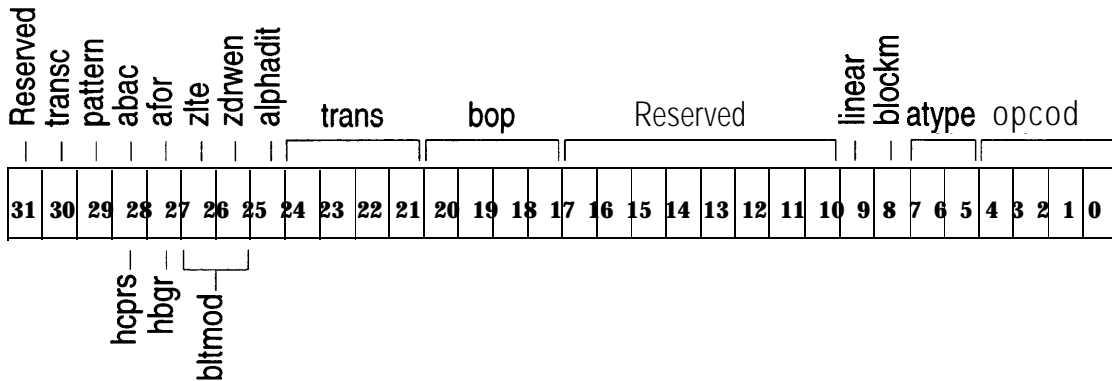 Reserved
transc
pattern
abac
afor
zlte
zdrwen
alphadit
trans
bop
Reserved
linear
blockm
atype
opcod
31 30 29 28 27 26 25 24 23 22 21 20 19 18 17 16 15 14 13 12 11 10 9 8 7 6 5 4 3 2 1 0
hcprs
hbgr
bltmod